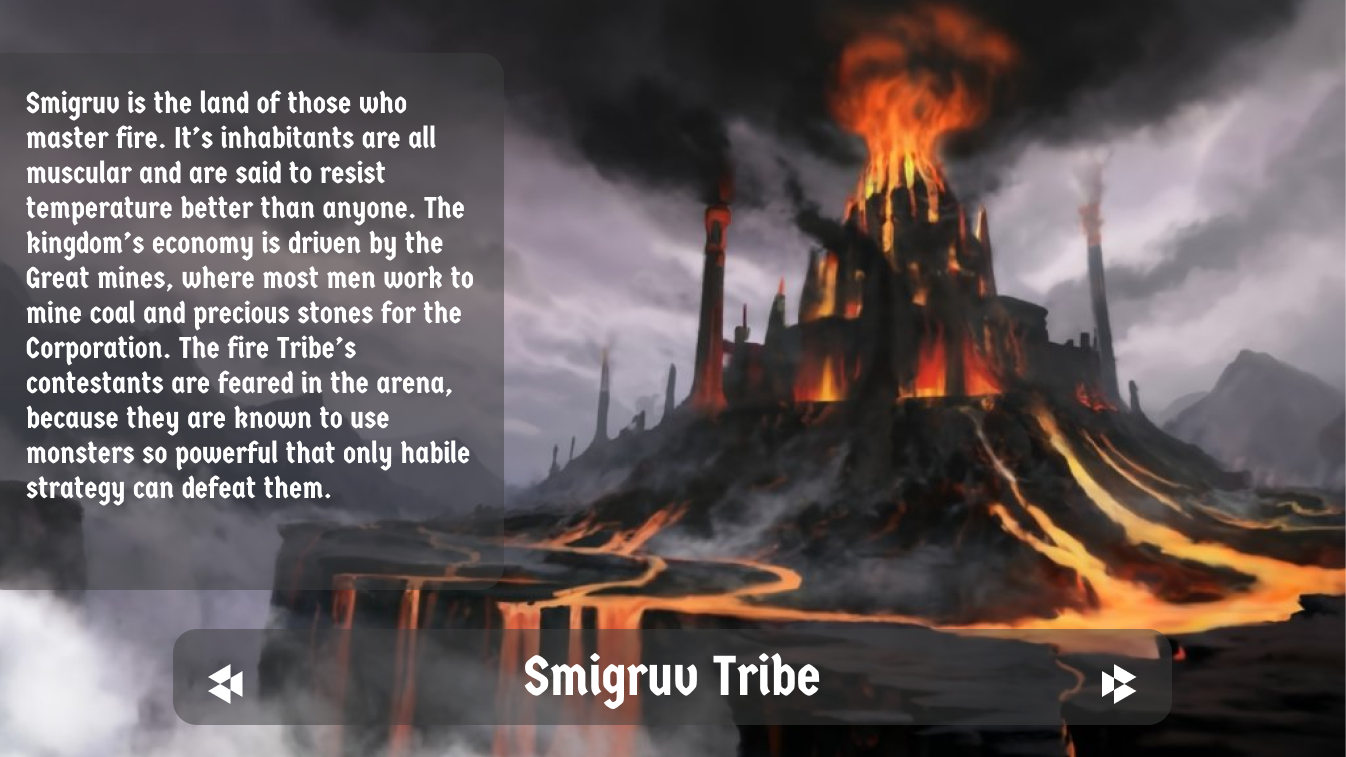 Smigruv is the land of those who
master fire. It's inhabitants are all
muscular and are said to resist
temperature better than anyone. The
kingdom's economy is driven by the
Great mines, where most men work to
mine coal and precious stones for the
Corporation. The fire Tribe's
contestants are feared in the arena,
because they are known to use
monsters so powerful that only habile
strategy can defeat them.
Smigruv Tribe